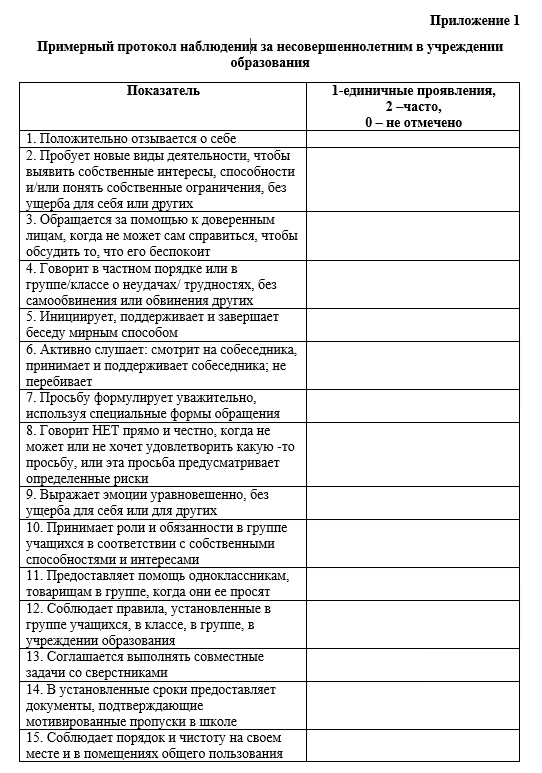 Приложение 1
Примерный протокол наблюдения за несовершеннолетним в учреждении
образования
Показатель
1-единичные проявления,
2 –часто,
0 – не отмечено
1. Положительно отзывается о себе
2. Пробует новые виды деятельности, чтобы
выявить собственные интересы, способности
и/или понять собственные ограничения, без
ущерба для себя или других
3. Обращается за помощью к доверенным
лицам, когда не может сам справиться, чтобы
обсудить то, что его беспокоит
4. Говорит в частном порядке или в
группе/классе о неудачах/ трудностях, без
самообвинения или обвинения других
5. Инициирует, поддерживает и завершает
беседу мирным способом
6. Активно слушает: смотрит на собеседника,
принимает и поддерживает собеседника; не
перебивает
7. Просьбу формулирует уважительно,
используя специальные формы обращения
8. Говорит НЕТ прямо и честно, когда не
может или не хочет удовлетворить какую -то
просьбу, или эта просьба предусматривает
определенные риски
9. Выражает эмоции уравновешенно, без
ущерба для себя или для других
10. Принимает роли и обязанности в группе
учащихся в соответствии с собственными
способностями и интересами
11. Предоставляет помощь одноклассникам,
товарищам в группе, когда они ее просят
12. Соблюдает правила, установленные в
группе учащихся, в классе, в группе, в
учреждении образования
13. Соглашается выполнять совместные
задачи со сверстниками
14. В установленные сроки предоставляет
документы, подтверждающие
мотивированные пропуски в школе
15. Соблюдает порядок и чистоту на своем
месте и в помещениях общего пользования